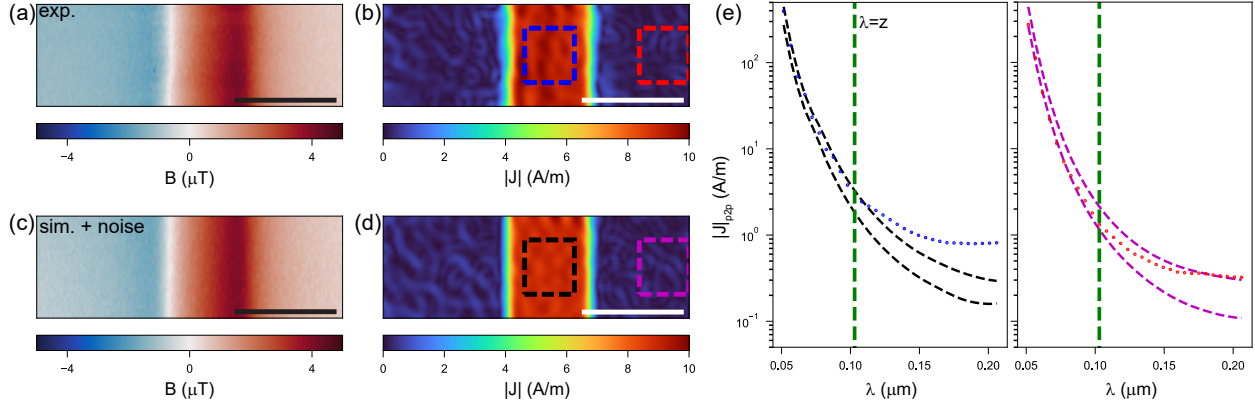 (a) exp.
−4 0 4
B (μT)
(b)
0 2 4 6 8 10
|J| (A/m)
(c) sim. + noise
−4 0 4
B (μT)
(d)
0 2 4 6 8 10
|J| (A/m)
(e)
λ=z
|J|p2p (A/m)
10²
10¹
10⁰
10⁻¹
0.05 0.10 0.15 0.20
λ (μm)
0.05 0.10 0.15 0.20
λ (μm)